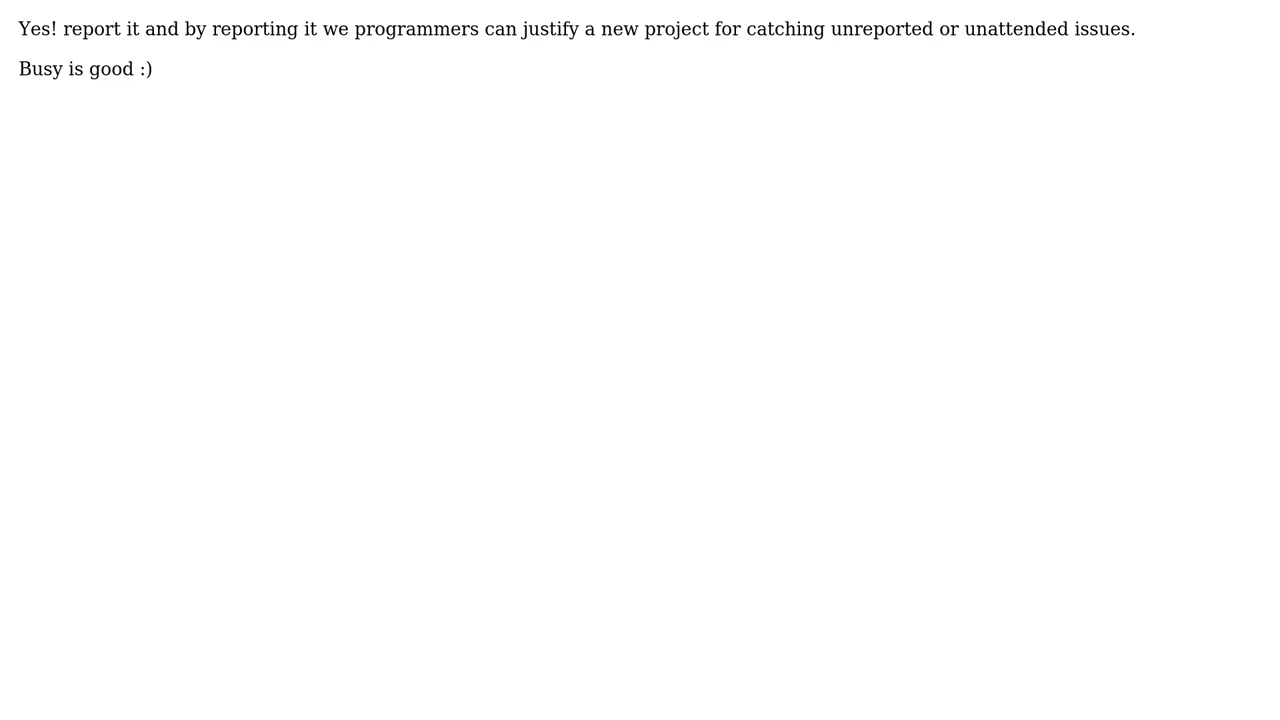 Yes! report it and by reporting it we programmers can justify a new project for catching unreported or unattended issues.
Busy is good :)